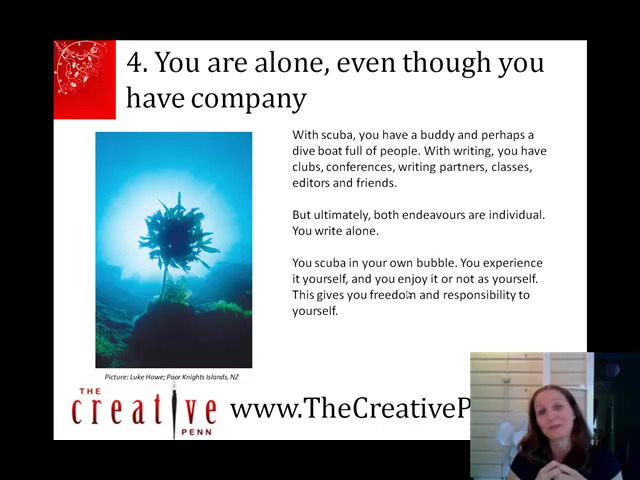 4. You are alone, even though you
have company
With scuba, you have a buddy and perhaps a
dive boat full of people. With writing, you have
clubs, conferences, writing partners, classes,
editors and friends.
But ultimately, both endeavours are individual.
You write alone.
You scuba in your own bubble. You experience
it yourself, and you enjoy it or not as yourself.
This gives you freedom and responsibility to
yourself.
Picture: Luke Howe; Poor Knights Islands, NZ
THE
creative
PENN
www.TheCreativeP